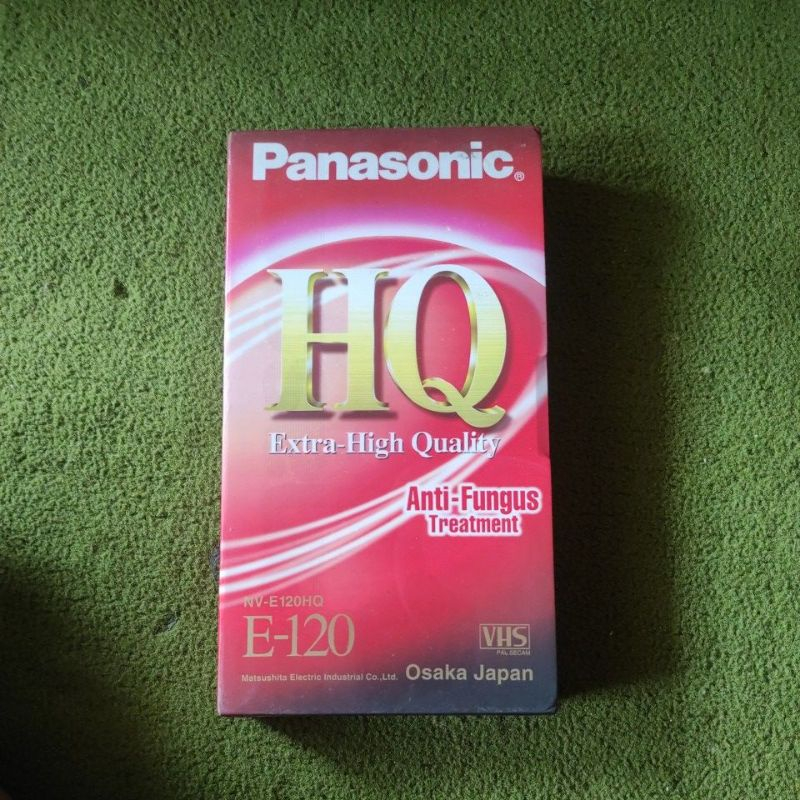 Panasonic®
HQ
Extra-High Quality
Anti-Fungus
Treatment
NV-E120HQ
E-120
VHS
PAL SECAM
Matsushita Electric Industrial Co.,Ltd. Osaka Japan